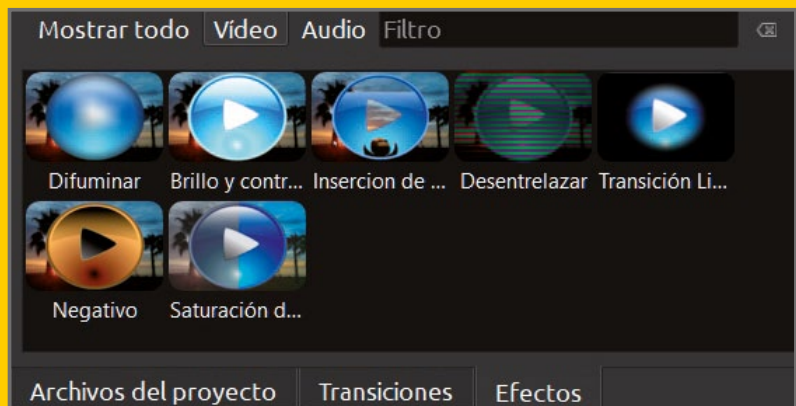 Mostrar todo Vídeo Audio Filtro
Difuminar Brillo y contr... Insercion de ... Desentrelazar Transición Li...
Negativo Saturación d...
Archivos del proyecto Transiciones Efectos